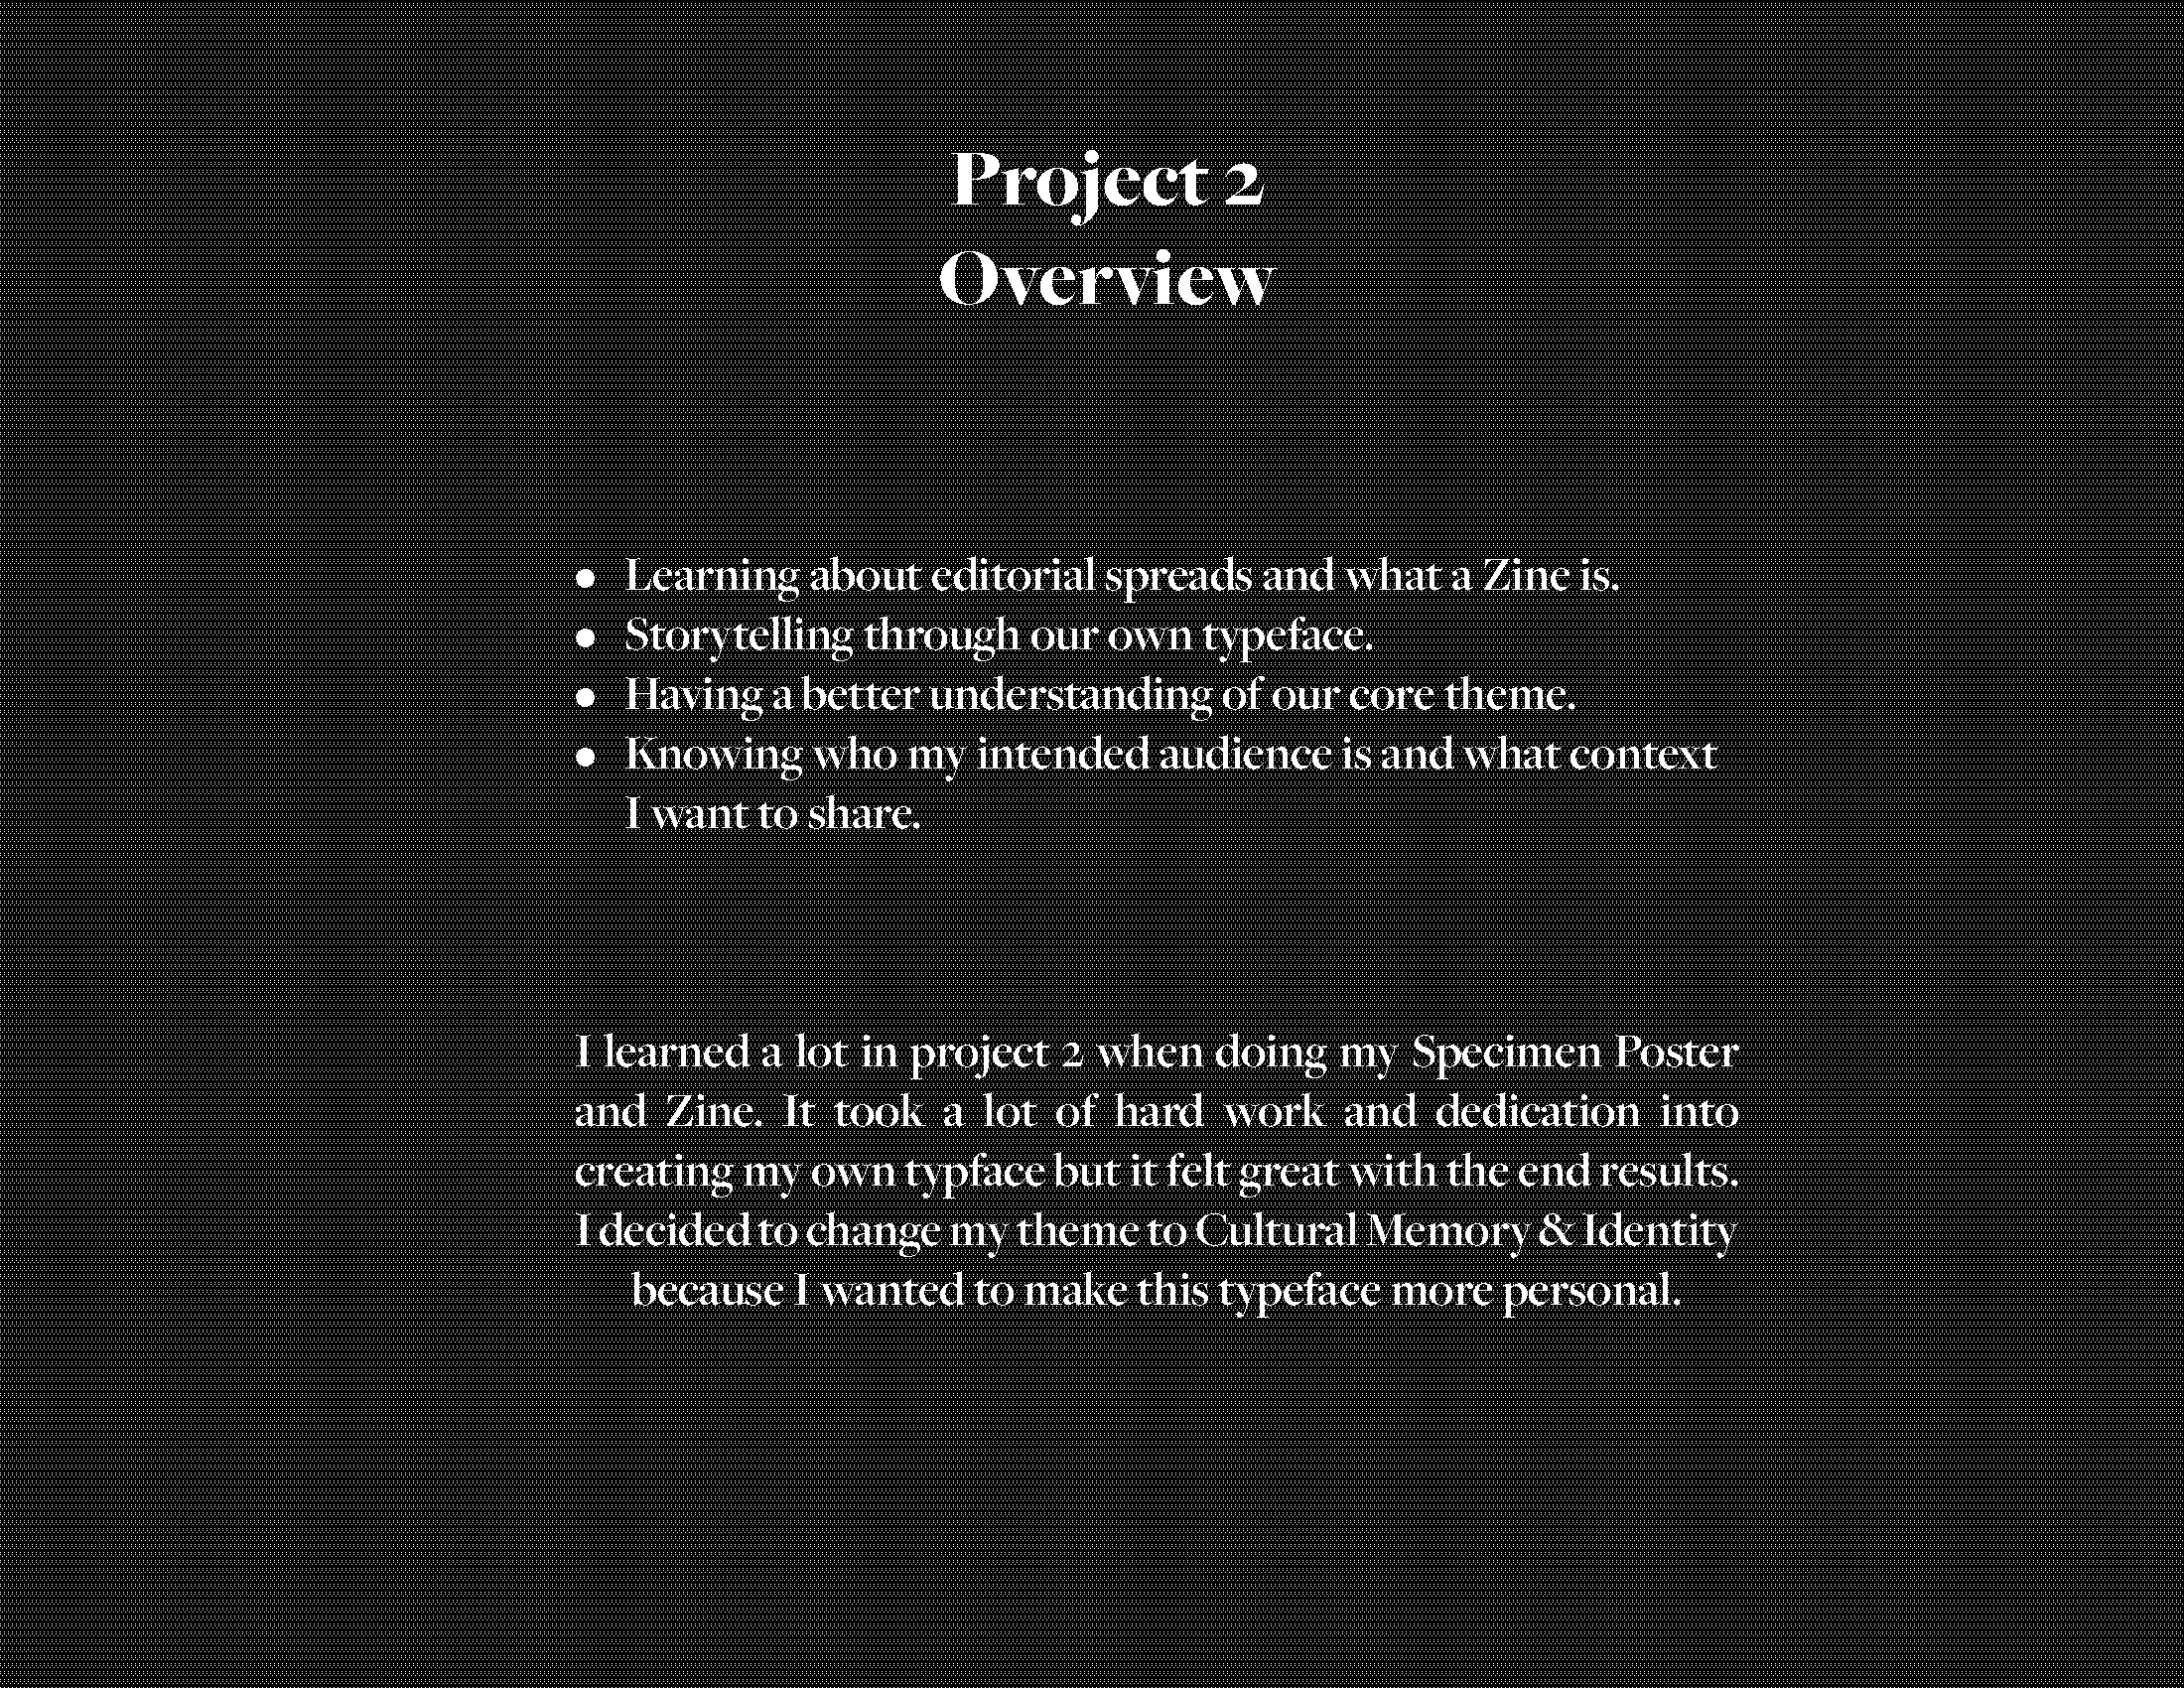 Project 2
Overview
● Learning about editorial spreads and what a Zine is.
● Storytelling through our own typeface.
● Having a better understanding of our core theme.
● Knowing who my intended audience is and what context
I want to share.
I learned a lot in project 2 when doing my Specimen Poster
and Zine. It took a lot of hard work and dedication into
creating my own typface but it felt great with the end results.
I decided to change my theme to Cultural Memory & Identity
because I wanted to make this typeface more personal.